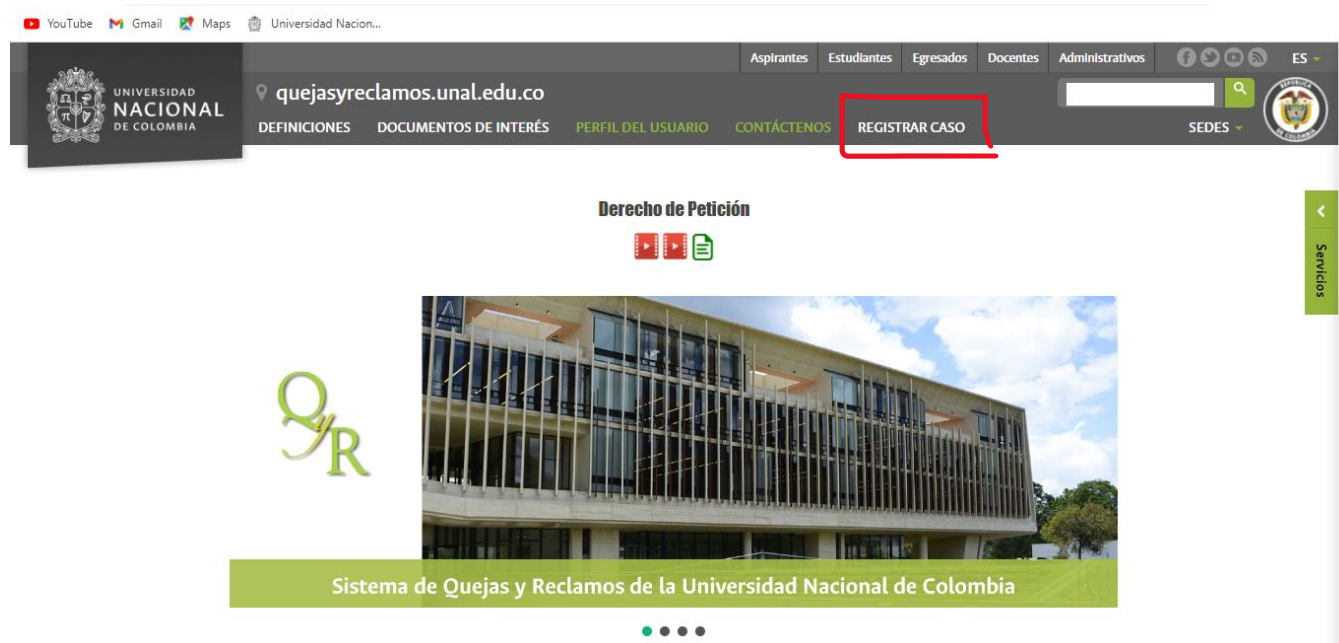 YouTube Gmail Maps Universidad Nacion...
Aspirantes Estudiantes Egresados Docentes Administrativos ES
UNIVERSIDAD
NACIONAL
DE COLOMBIA
quejasyreclamos.unal.edu.co
DEFINICIONES DOCUMENTOS DE INTERÉS PERFIL DEL USUARIO CONTÁCTENOS REGISTRAR CASO SEDES
Derecho de Petición
Servicios
QyR
Sistema de Quejas y Reclamos de la Universidad Nacional de Colombia